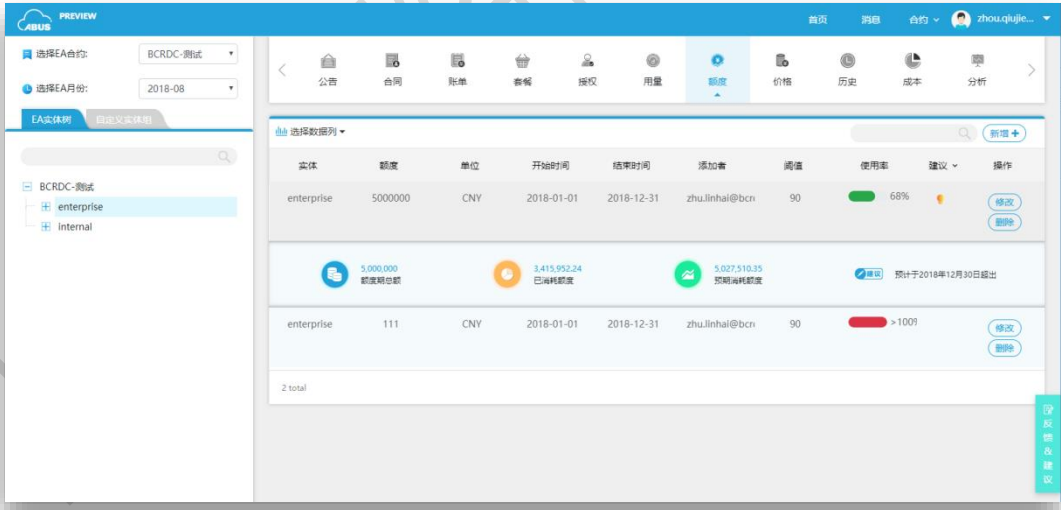 ABUS PREVIEW
首页 消息 合约 zhou.qiujie...
选择EA合约: BCRDC-测试
选择EA月份: 2018-08
公告 合同 账单 套餐 授权 用量 额度 价格 历史 成本 分析
EA实体树 自定义实体组
选择数据列 新增 +
实体 额度 单位 开始时间 结束时间 添加者 阈值 使用率 建议 操作
BCRDC-测试
enterprise
internal
enterprise 5000000 CNY 2018-01-01 2018-12-31 zhu.linhai@bcn 90 68% 修改
删除
5,000,000
额度期总额
3,415,952.24
已消耗额度
5,027,510.35
预期消耗额度
建议 预计于2018年12月30日超出
enterprise 111 CNY 2018-01-01 2018-12-31 zhu.linhai@bcn 90 >100% 修改
删除
2 total
反馈&建议